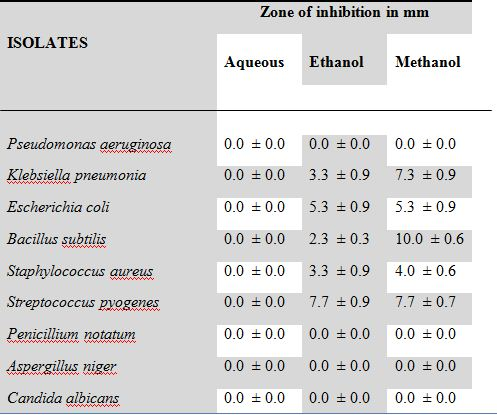 Zone of inhibition in mm
ISOLATES
Aqueous Ethanol Methanol
Pseudomonas aeruginosa 0.0 ± 0.0 0.0 ± 0.0 0.0 ± 0.0
Klebsiella pneumonia 0.0 ± 0.0 3.3 ± 0.9 7.3 ± 0.9
Escherichia coli 0.0 ± 0.0 5.3 ± 0.9 5.3 ± 0.9
Bacillus subtilis 0.0 ± 0.0 2.3 ± 0.3 10.0 ± 0.6
Staphylococcus aureus 0.0 ± 0.0 3.3 ± 0.9 4.0 ± 0.6
Streptococcus pyogenes 0.0 ± 0.0 7.7 ± 0.9 7.7 ± 0.7
Penicillium notatum 0.0 ± 0.0 0.0 ± 0.0 0.0 ± 0.0
Aspergillus niger 0.0 ± 0.0 0.0 ± 0.0 0.0 ± 0.0
Candida albicans 0.0 ± 0.0 0.0 ± 0.0 0.0 ± 0.0